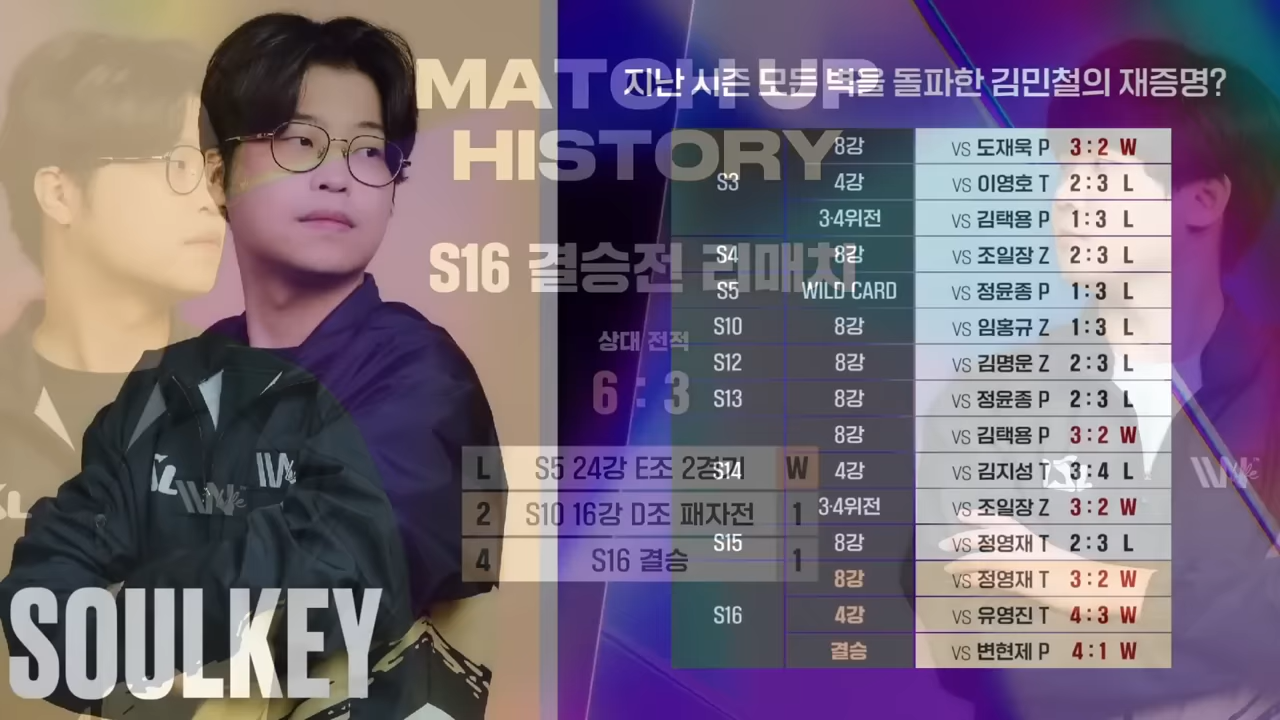 MATCH UP
HISTORY
S16 결승전 리매치
상대 전적
6 : 3
L S5 24강 E조 2경기 W
2 S10 16강 D조 패자전 1
4 S16 결승 1
SOULKEY
지난 시즌 모든 벽을 돌파한 김민철의 재증명?
8강 VS 도재욱 P 3:2 W
S3 4강 VS 이영호 T 2:3 L
3·4위전 VS 김택용 P 1:3 L
S4 8강 VS 조일장 Z 2:3 L
S5 WILD CARD VS 정윤종 P 1:3 L
S10 8강 VS 임홍규 Z 1:3 L
S12 8강 VS 김명운 Z 2:3 L
S13 8강 VS 정윤종 P 2:3 L
8강 VS 김택용 P 3:2 W
S14 4강 VS 김지성 T 3:4 L
3·4위전 VS 조일장 Z 3:2 W
S15 8강 VS 정영재 T 2:3 L
8강 VS 정영재 T 3:2 W
S16 4강 VS 유영진 T 4:3 W
결승 VS 변현제 P 4:1 W